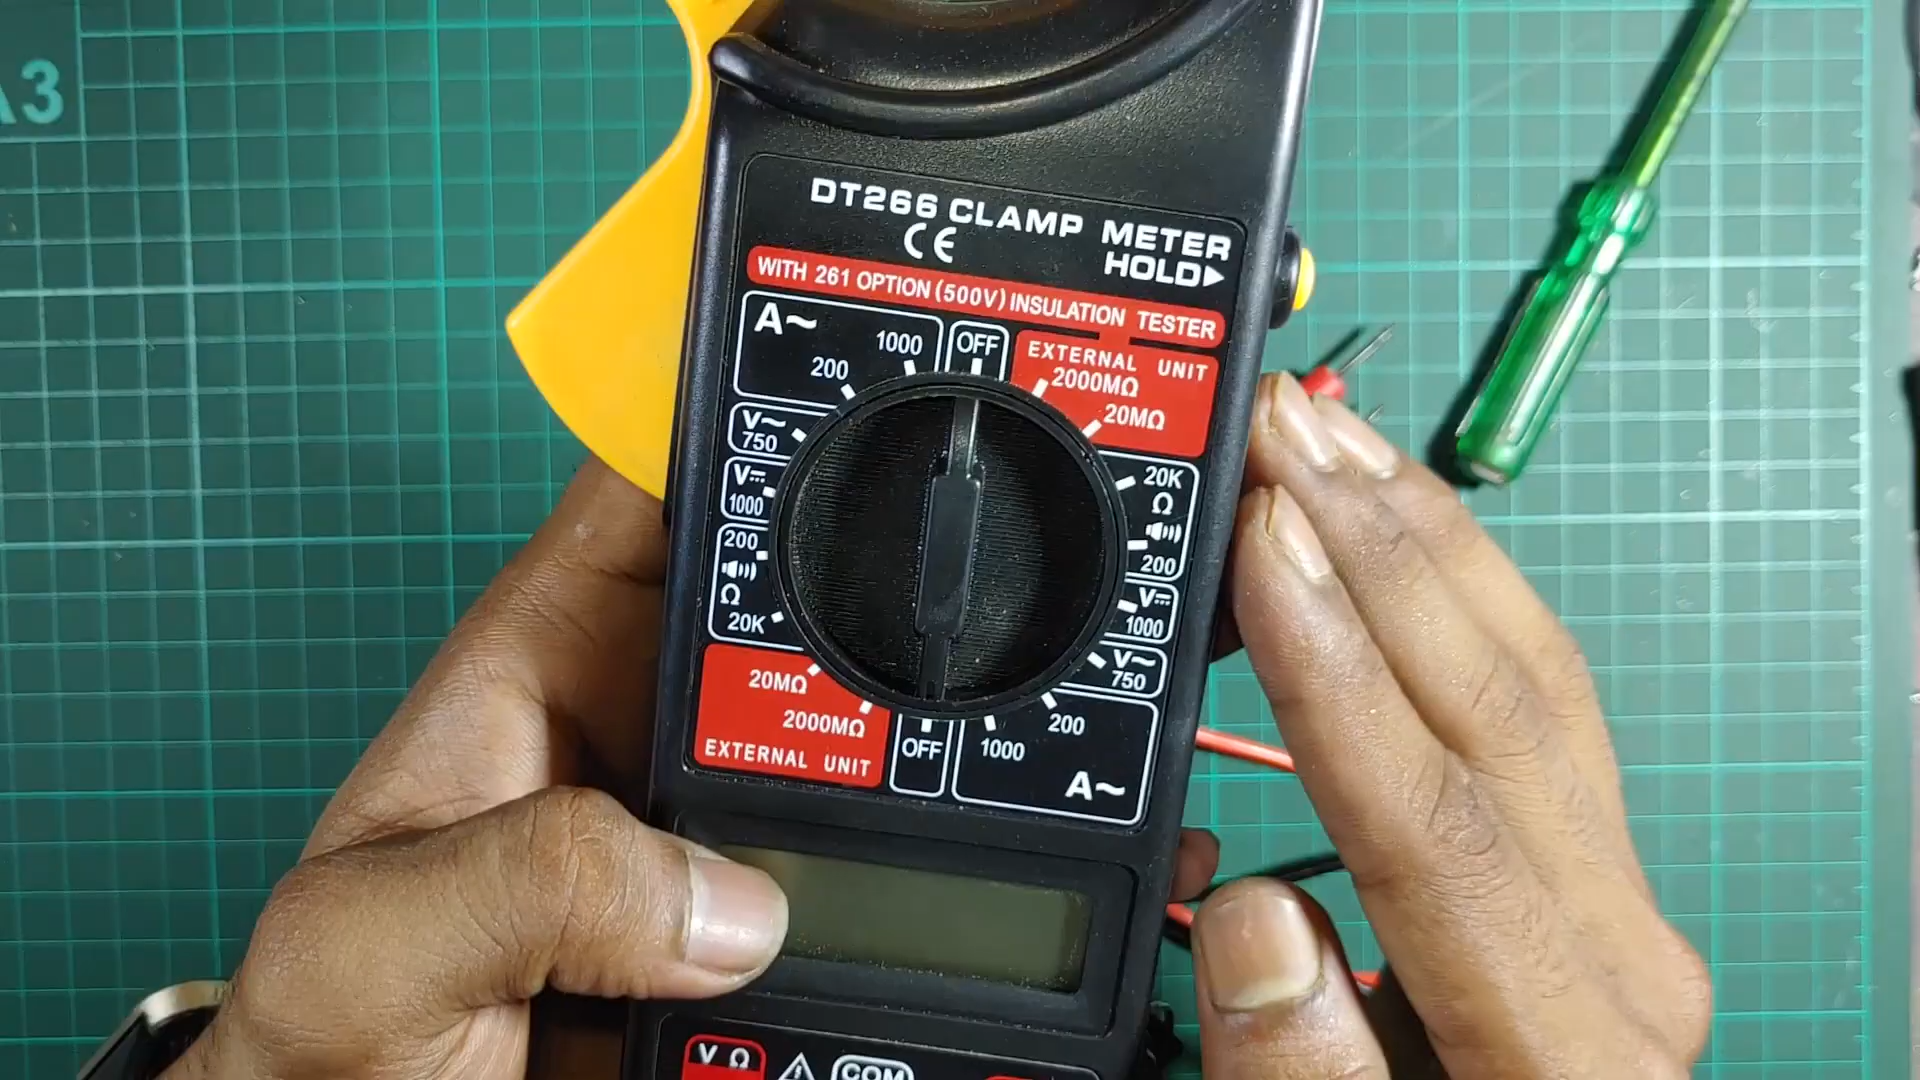 A3
DT266 CLAMP METER
CE
HOLD▶
WITH 261 OPTION (500V) INSULATION TESTER
A~
1000
200
OFF
EXTERNAL UNIT
2000MΩ
20MΩ
V~
750
V⎓
1000
200
Ω
20K
20K
Ω
200
V⎓
1000
V~
750
20MΩ
2000MΩ
EXTERNAL UNIT
OFF
1000
200
A~
V Ω
COM